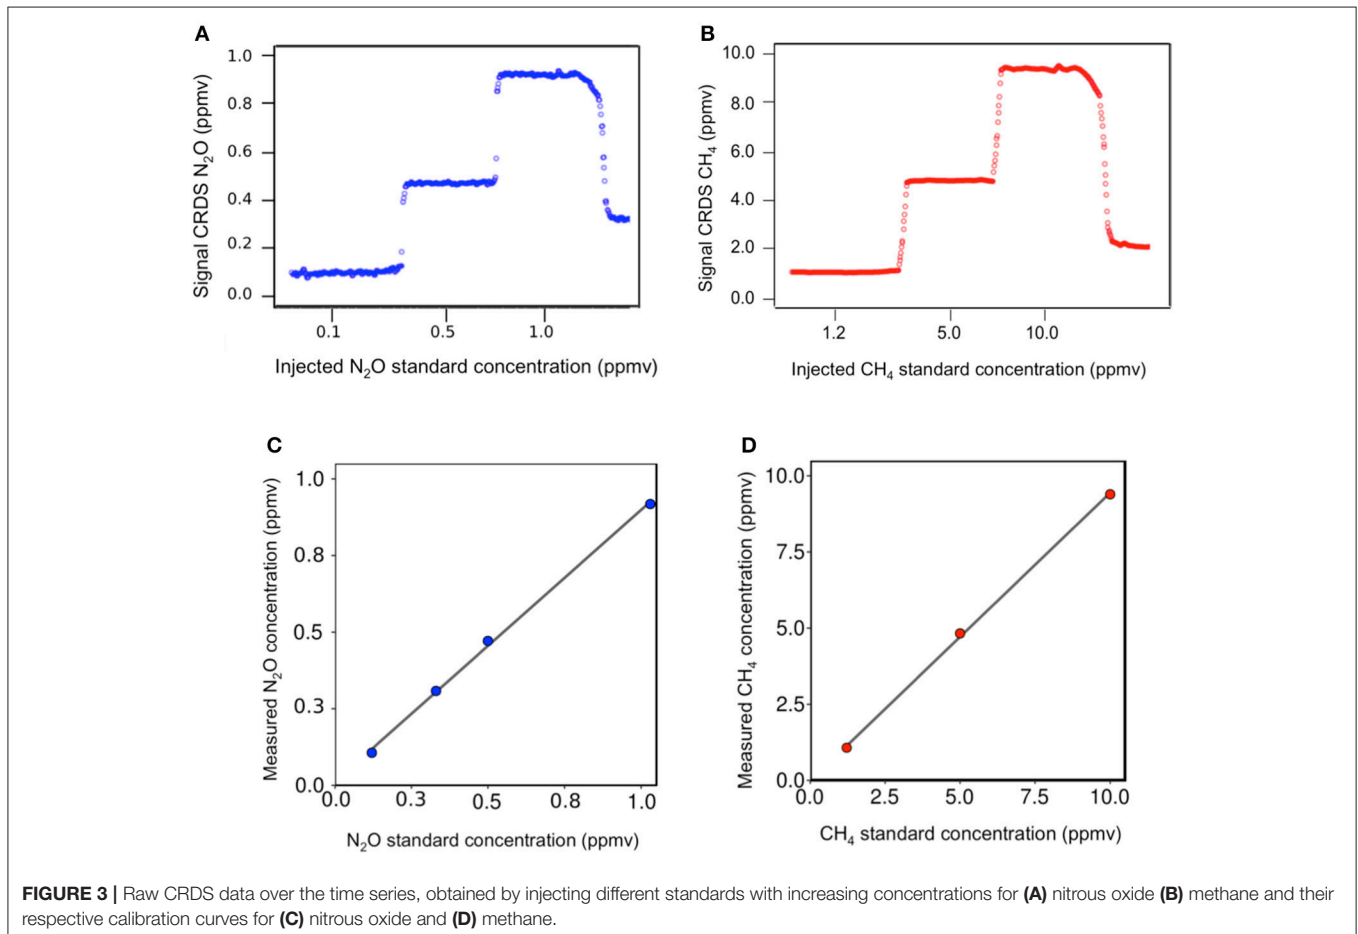 A
Signal CRDS N2O (ppmv)
1.0
0.8
0.6
0.4
0.2
0.0
0.1 0.5 1.0
Injected N2O standard concentration (ppmv)
B
Signal CRDS CH4 (ppmv)
10.0
8.0
6.0
4.0
2.0
0.0
1.2 5.0 10.0
Injected CH4 standard concentration (ppmv)
C
Measured N2O concentration (ppmv)
1.0
0.8
0.5
0.3
0.0
0.0 0.3 0.5 0.8 1.0
N2O standard concentration (ppmv)
D
Measured CH4 concentration (ppmv)
10.0
7.5
5.0
2.5
0.0
0.0 2.5 5.0 7.5 10.0
CH4 standard concentration (ppmv)
FIGURE 3 | Raw CRDS data over the time series, obtained by injecting different standards with increasing concentrations for (A) nitrous oxide (B) methane and their
respective calibration curves for (C) nitrous oxide and (D) methane.